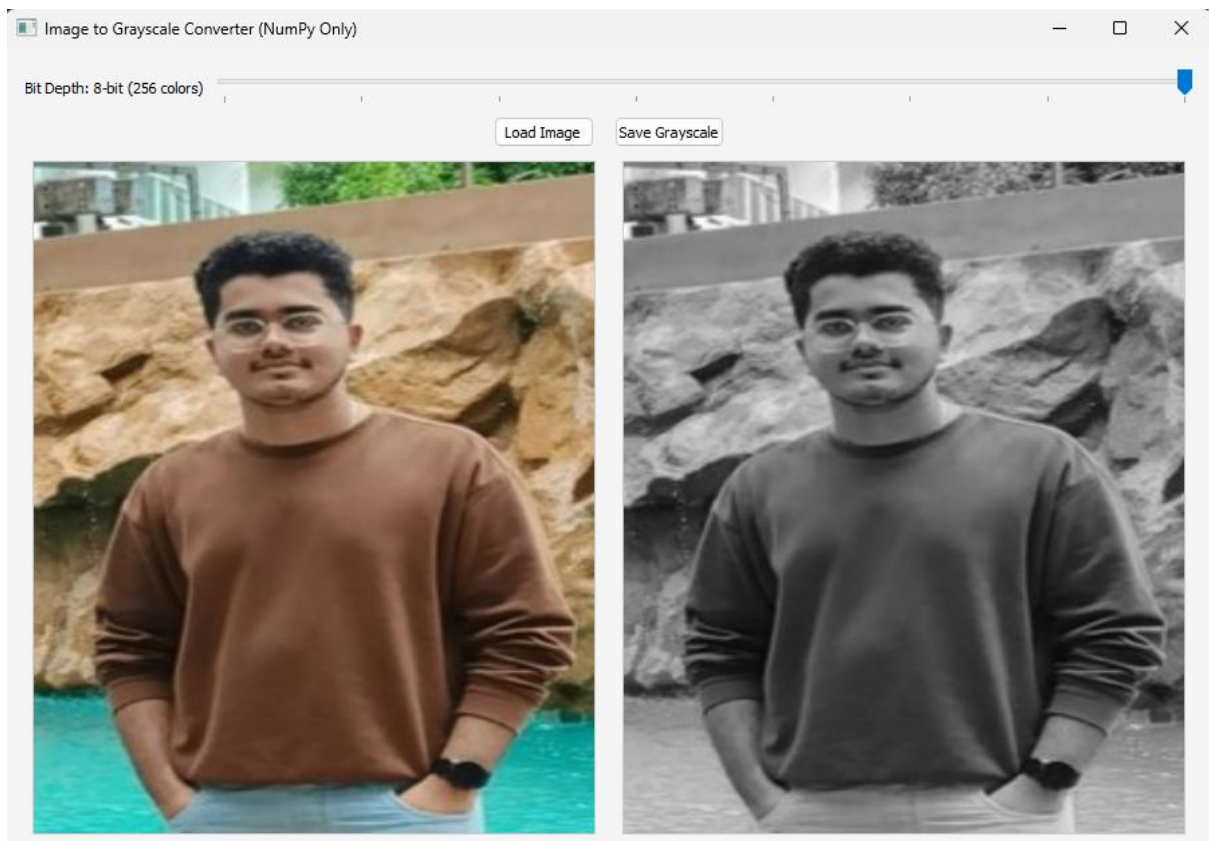 Image to Grayscale Converter (NumPy Only)
Bit Depth: 8-bit (256 colors)
Load Image Save Grayscale